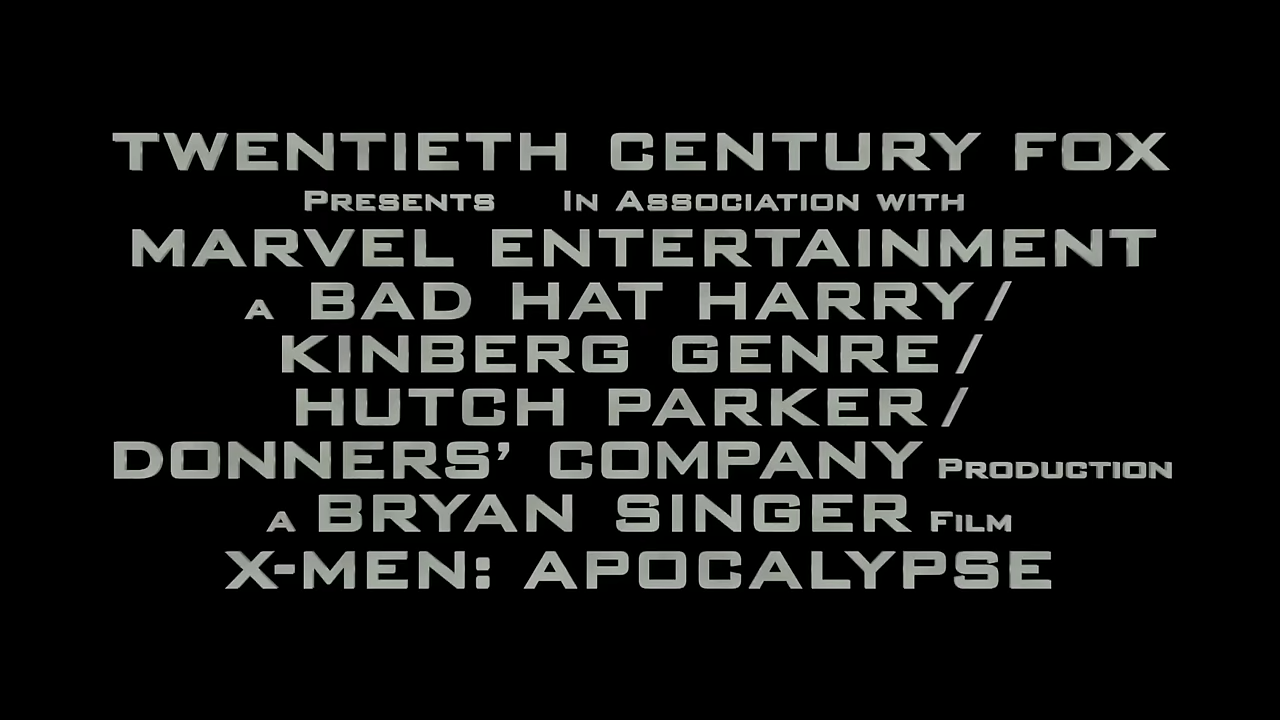 TWENTIETH CENTURY FOX
PRESENTS IN ASSOCIATION WITH
MARVEL ENTERTAINMENT
A BAD HAT HARRY/
KINBERG GENRE/
HUTCH PARKER/
DONNERS' COMPANY PRODUCTION
A BRYAN SINGER FILM
X-MEN: APOCALYPSE